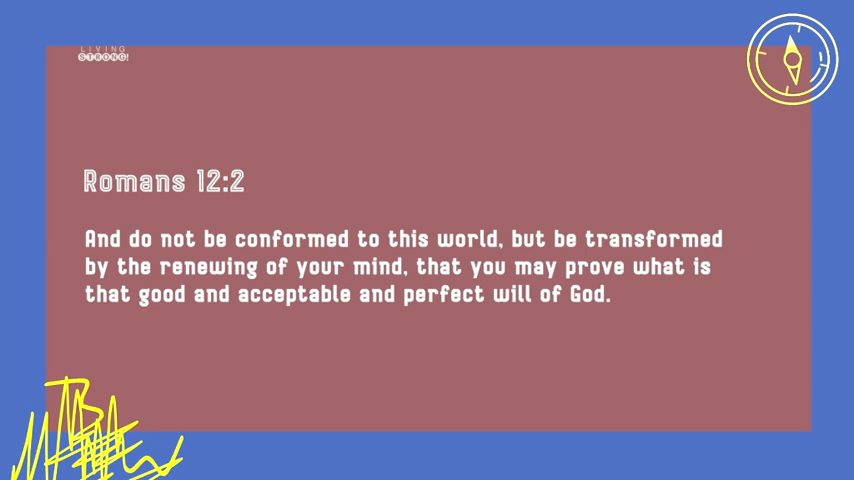 LIVING
STRONG!
Romans 12:2
And do not be conformed to this world, but be transformed
by the renewing of your mind, that you may prove what is
that good and acceptable and perfect will of God.